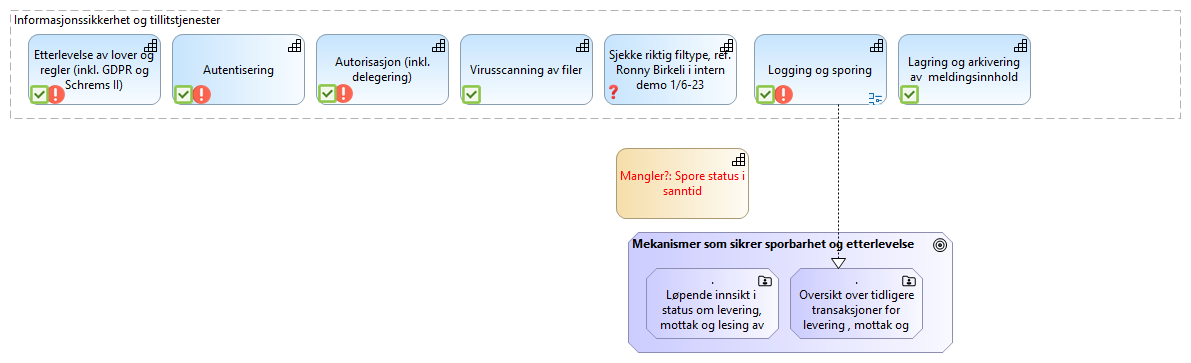 Informasjonssikkerhet og tillitstjenester
Etterlevelse av lover og
regler (inkl. GDPR og
Schrems II)
Autentisering
Autorisasjon (inkl.
delegering)
Virusscanning av filer
Sjekke riktig filtype, ref.
Ronny Birkeli i intern
demo 1/6-23
Logging og sporing
Lagring og arkivering
av meldingsinnhold
Mangler?: Spore status i
sanntid
Mekanismer som sikrer sporbarhet og etterlevelse
.
Løpende innsikt i
status om levering,
mottak og lesing av
.
Oversikt over tidligere
transaksjoner for
levering , mottak og